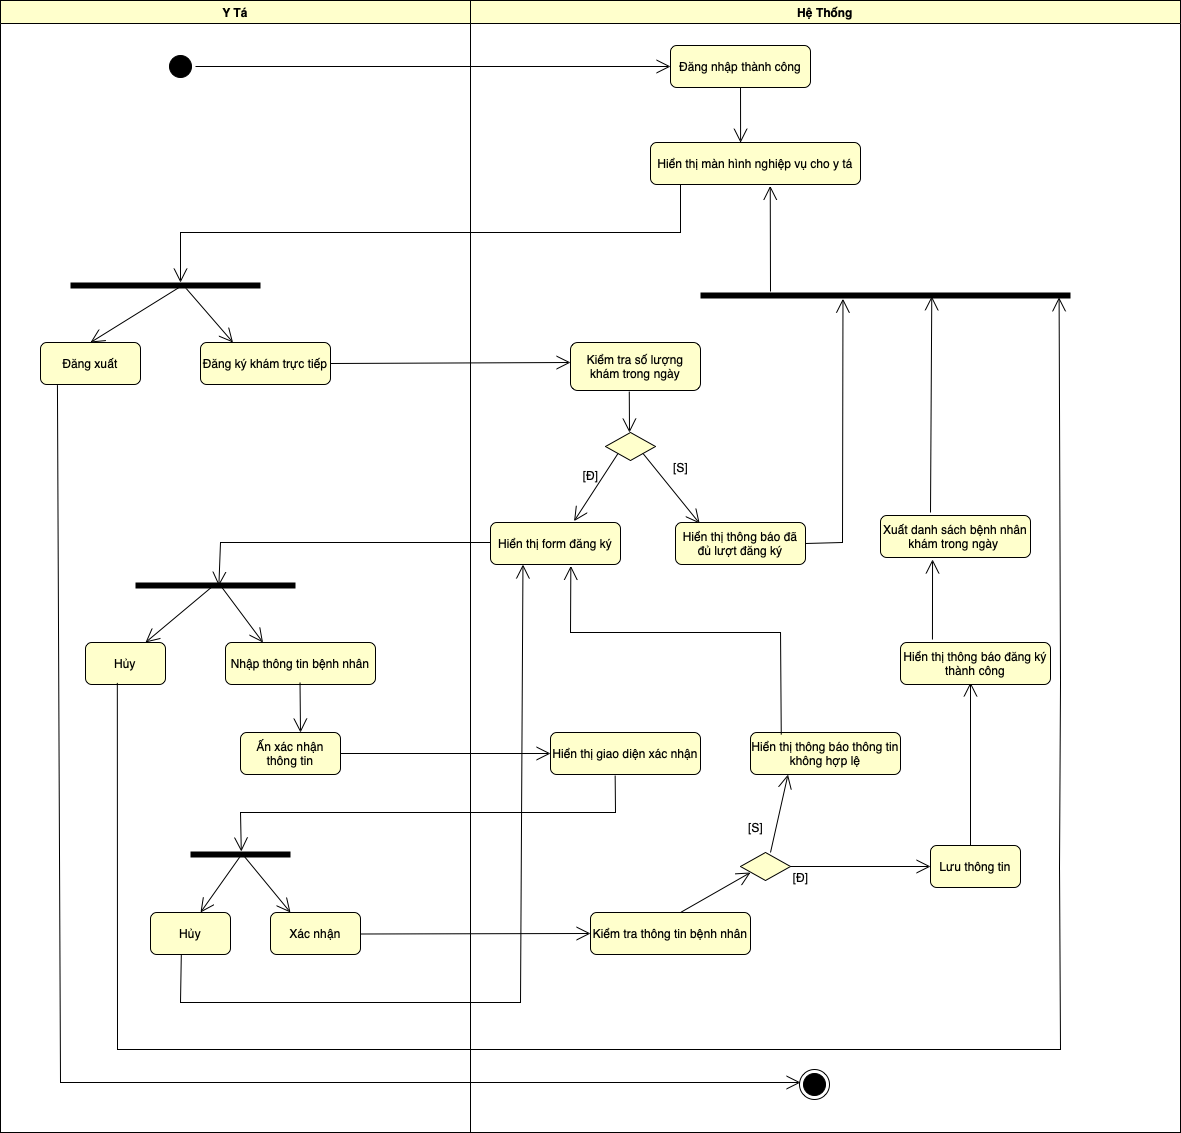 Y Tá
Hệ Thống
Đăng nhập thành công
Hiển thị màn hình nghiệp vụ cho y tá
Đăng xuất
Đăng ký khám trực tiếp
Kiểm tra số lượng
khám trong ngày
[Đ]
[S]
Hiển thị form đăng ký
Hiển thị thông báo đã
đủ lượt đăng ký
Xuất danh sách bệnh nhân
khám trong ngày
Hủy
Nhập thông tin bệnh nhân
Hiển thị thông báo đăng ký
thành công
Ấn xác nhận
thông tin
Hiển thị giao diện xác nhận
Hiển thị thông báo thông tin
không hợp lệ
[S]
[Đ]
Lưu thông tin
Hủy
Xác nhận
Kiểm tra thông tin bệnh nhân